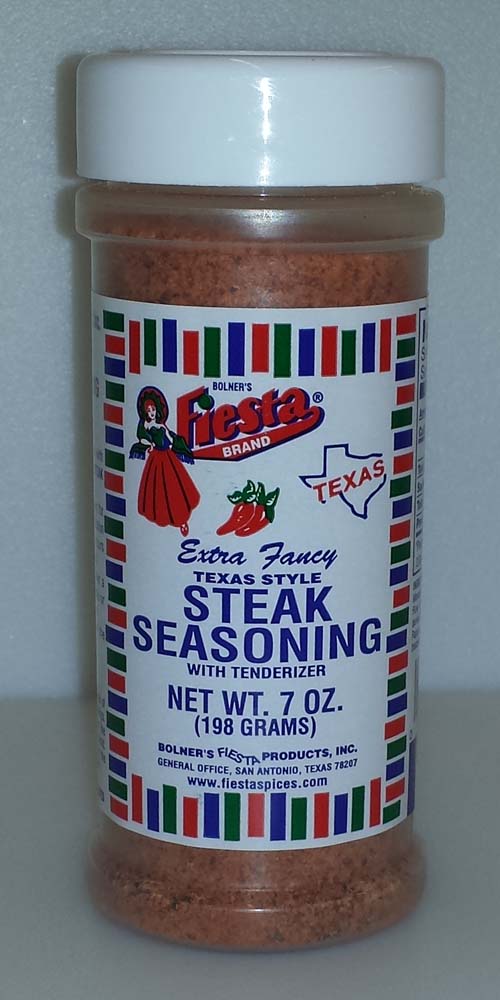 BOLNER'S
Fiesta®
BRAND
TEXAS
Extra Fancy
TEXAS STYLE
STEAK
SEASONING
WITH TENDERIZER
NET WT. 7 OZ.
(198 GRAMS)
BOLNER'S FIESTA PRODUCTS, INC.
GENERAL OFFICE, SAN ANTONIO, TEXAS 78207
www.fiestaspices.com